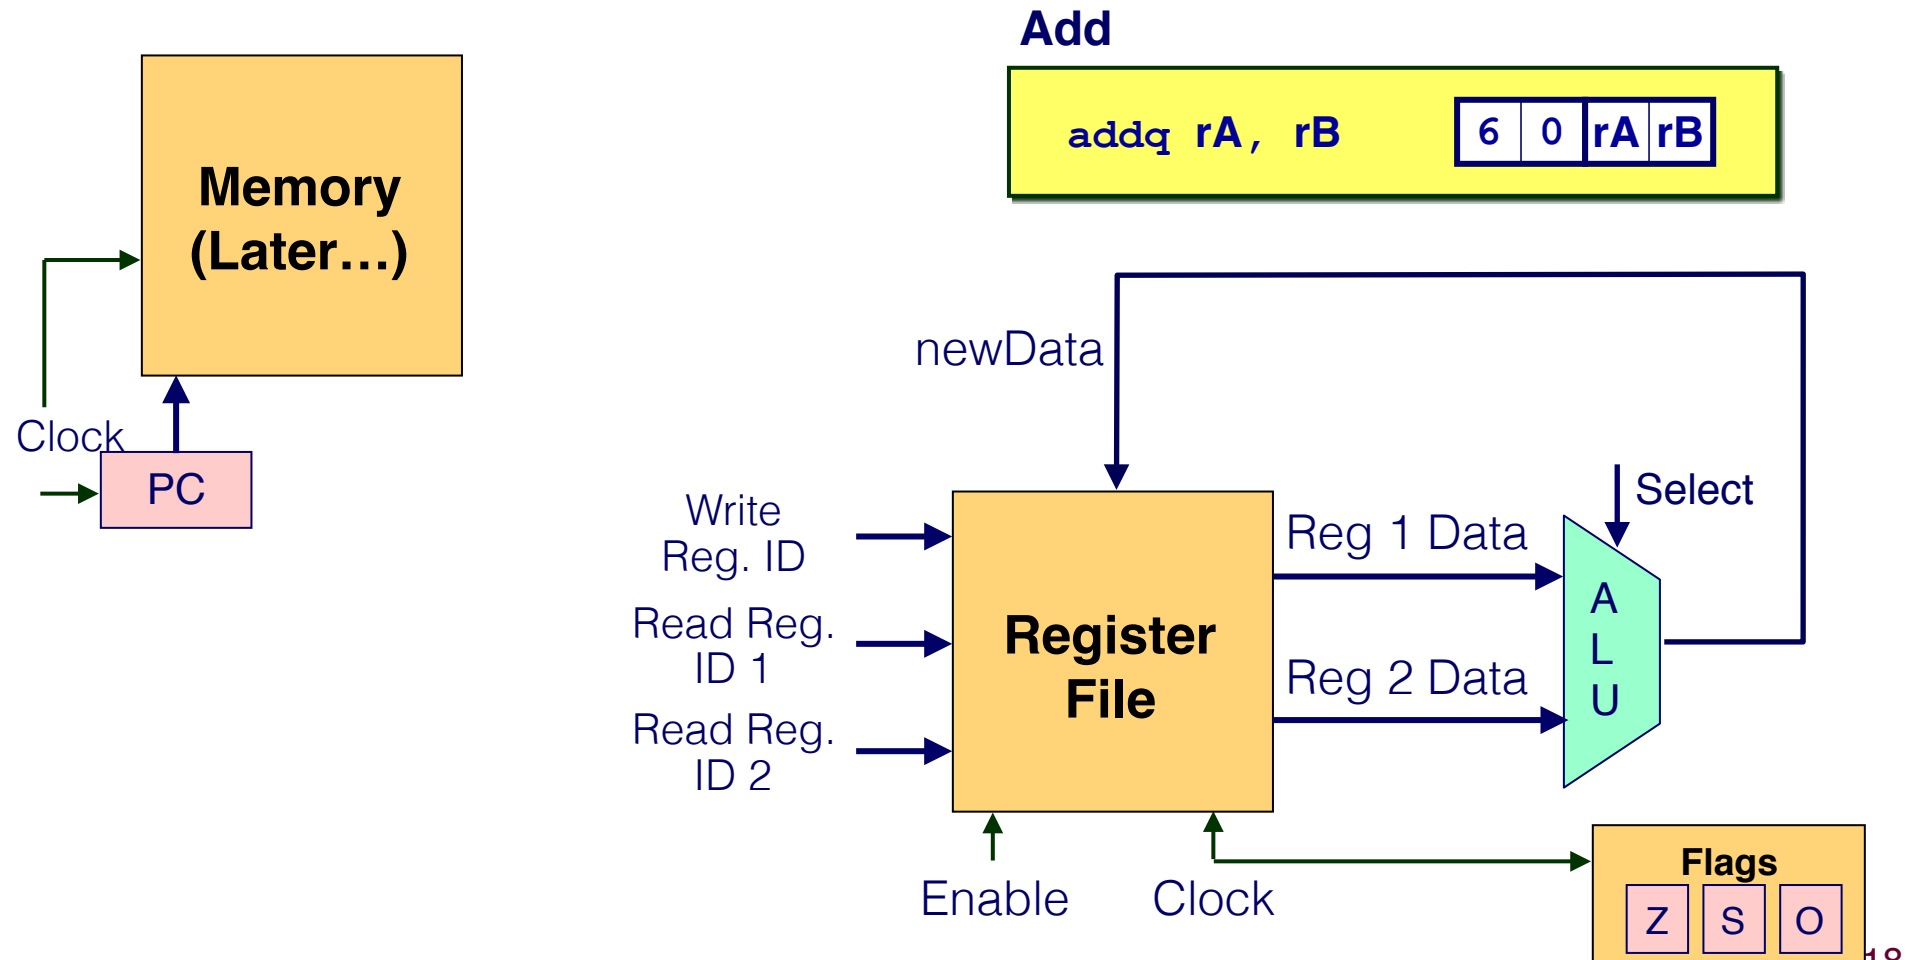 Add
addq rA, rB
6 0 rA rB
Memory
(Later...)
Clock
PC
newData
Write
Reg. ID
Read Reg.
ID 1
Read Reg.
ID 2
Register
File
Reg 1 Data
Reg 2 Data
Select
A
L
U
Enable
Clock
Flags
Z S O
18